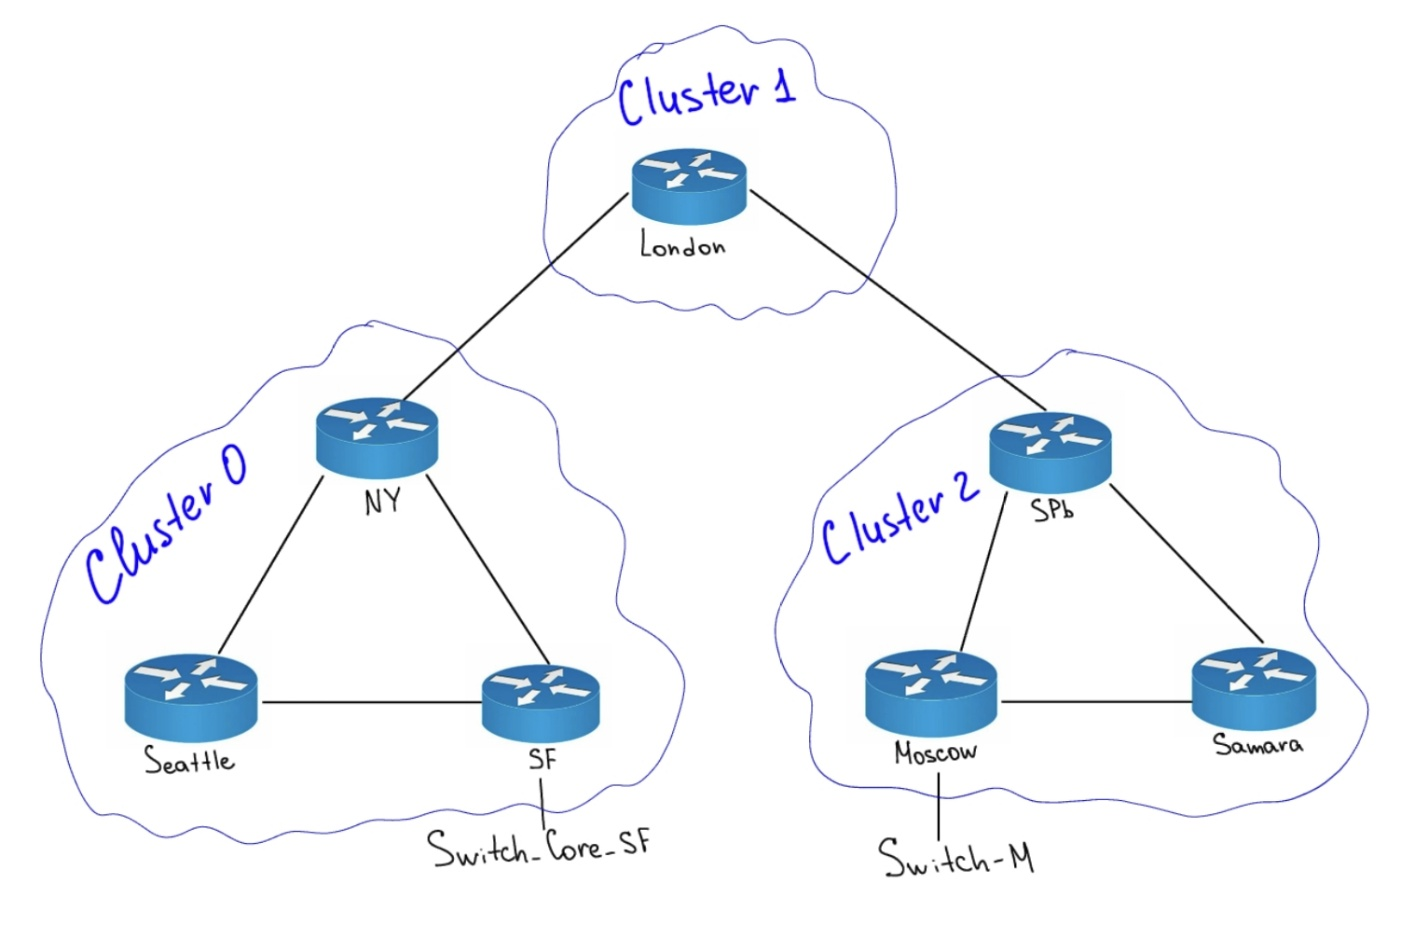 Cluster 1
London
Cluster 0
NY
Cluster 2
SPb
Seattle
SF
Moscow
Samara
Switch_Core_SF
Switch-M